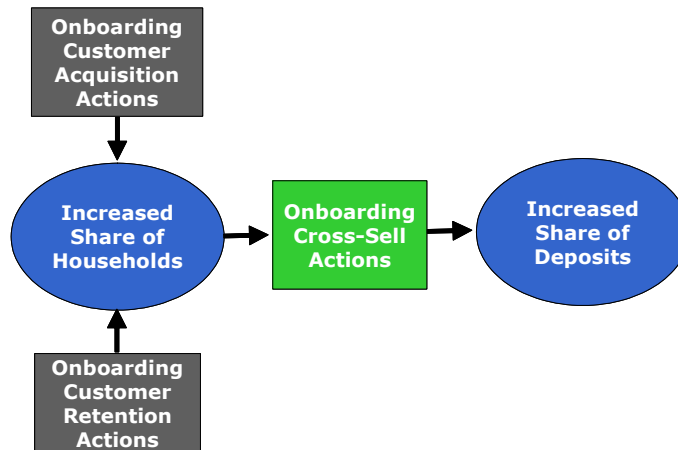 Onboarding
Customer
Acquisition
Actions
Increased
Share of
Households
Onboarding
Cross-Sell
Actions
Increased
Share of
Deposits
Onboarding
Customer
Retention
Actions